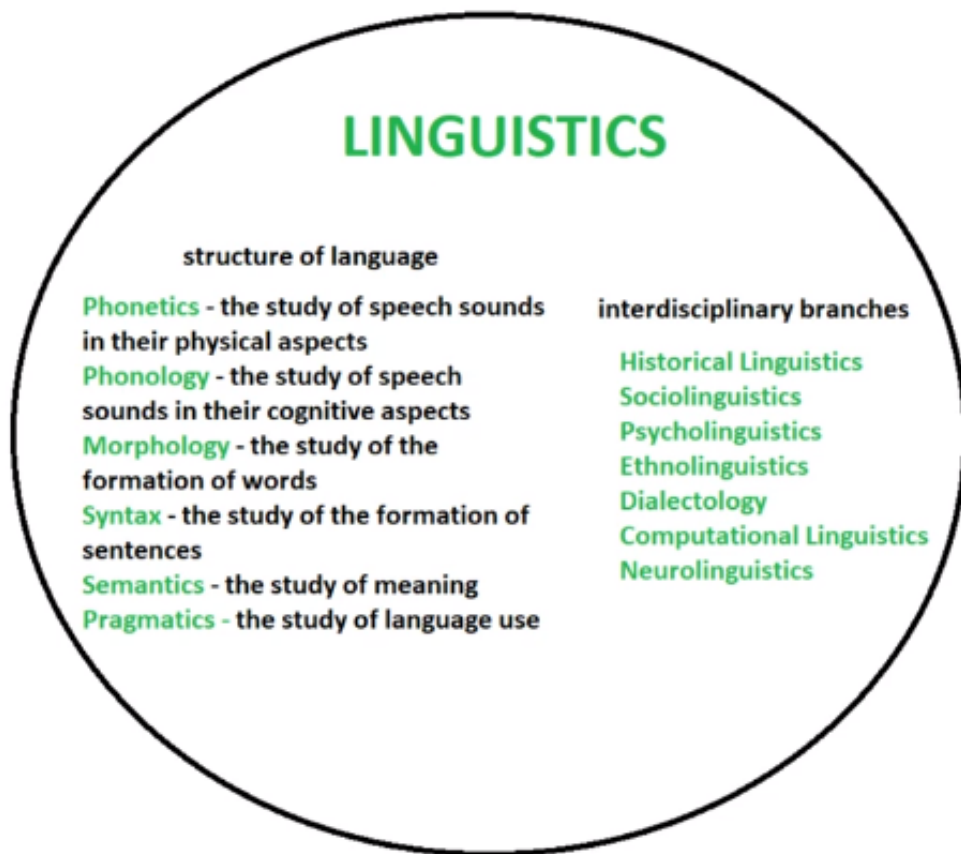 LINGUISTICS
structure of language
Phonetics - the study of speech sounds
in their physical aspects
Phonology - the study of speech
sounds in their cognitive aspects
Morphology - the study of the
formation of words
Syntax - the study of the formation of
sentences
Semantics - the study of meaning
Pragmatics - the study of language use
interdisciplinary branches
Historical Linguistics
Sociolinguistics
Psycholinguistics
Ethnolinguistics
Dialectology
Computational Linguistics
Neurolinguistics